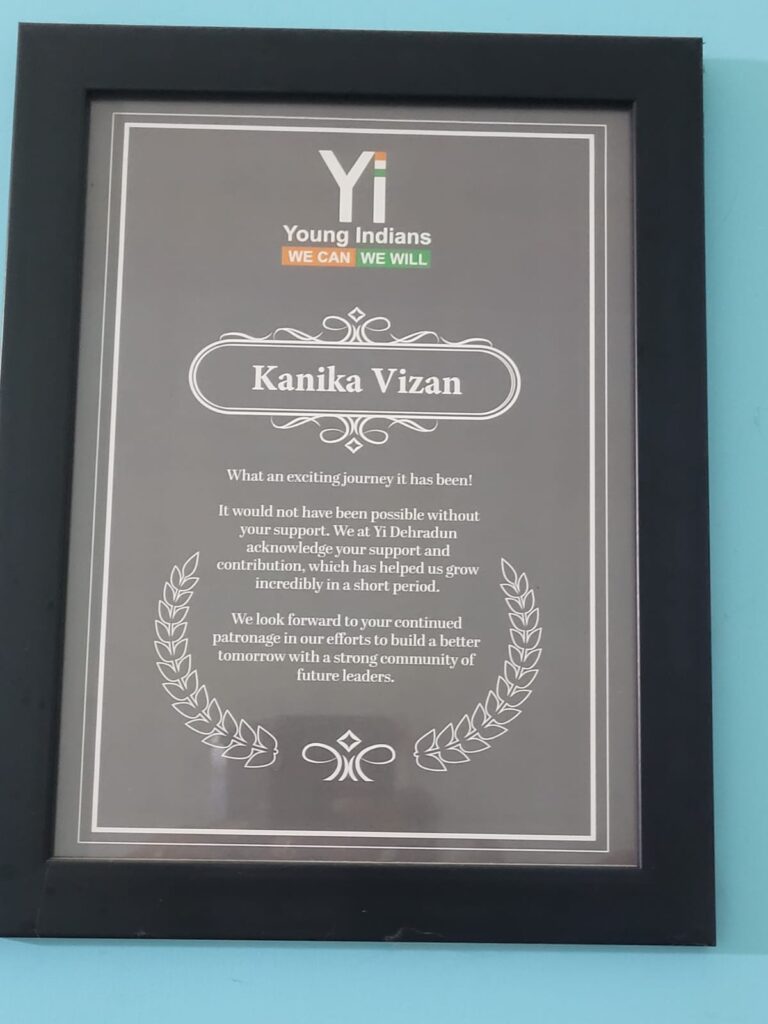 Yi
Young Indians
WE CAN WE WILL
Kanika Vizan
What an exciting journey it has been!
It would not have been possible without
your support. We at Yi Dehradun
acknowledge your support and
contribution, which has helped us grow
incredibly in a short period.
We look forward to your continued
patronage in our efforts to build a better
tomorrow with a strong community of
future leaders.